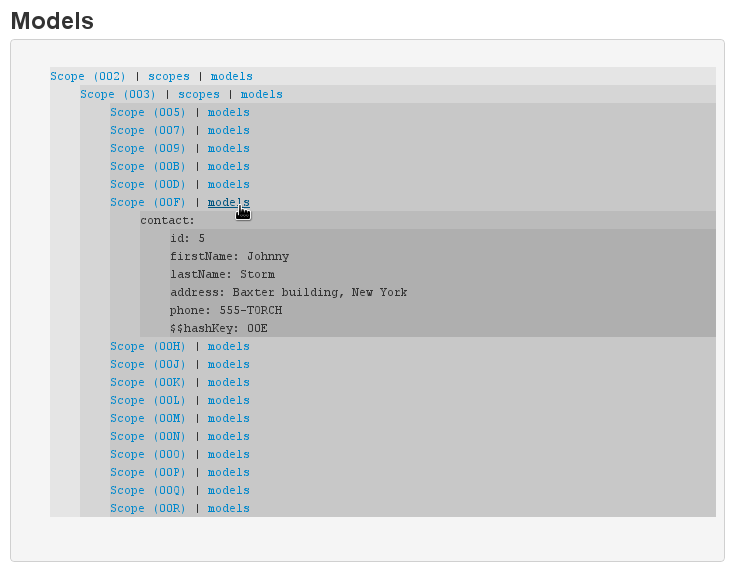 Models
Scope (002) | scopes | models
Scope (003) | scopes | models
Scope (005) | models
Scope (007) | models
Scope (009) | models
Scope (00B) | models
Scope (00D) | models
Scope (00F) | models
contact:
id: 5
firstName: Johnny
lastName: Storm
address: Baxter building, New York
phone: 555-TORCH
$$hashKey: 00E
Scope (00H) | models
Scope (00J) | models
Scope (00K) | models
Scope (00L) | models
Scope (00M) | models
Scope (00N) | models
Scope (00O) | models
Scope (00P) | models
Scope (00Q) | models
Scope (00R) | models